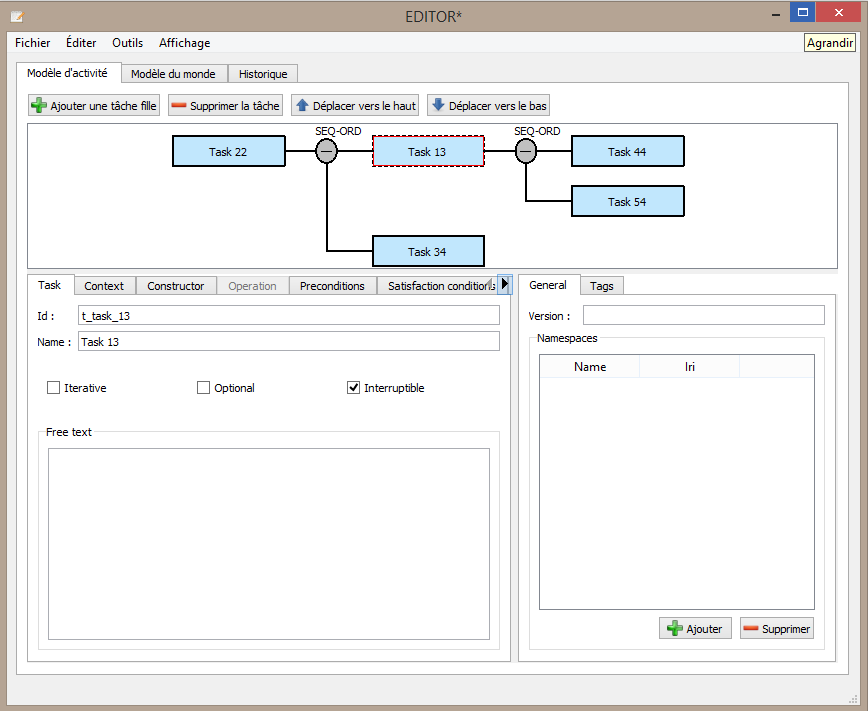 EDITOR*
Fichier Éditer Outils Affichage
Agrandir
Modèle d'activité Modèle du monde Historique
Ajouter une tâche fille Supprimer la tâche Déplacer vers le haut Déplacer vers le bas
SEQ-ORD SEQ-ORD
Task 22 Task 13 Task 44
Task 54
Task 34
Task Context Constructor Operation Preconditions Satisfaction conditions
General Tags
Id : t_task_13
Version :
Name : Task 13
Namespaces
Name Iri
Iterative Optional Interruptible
Free text
Ajouter Supprimer